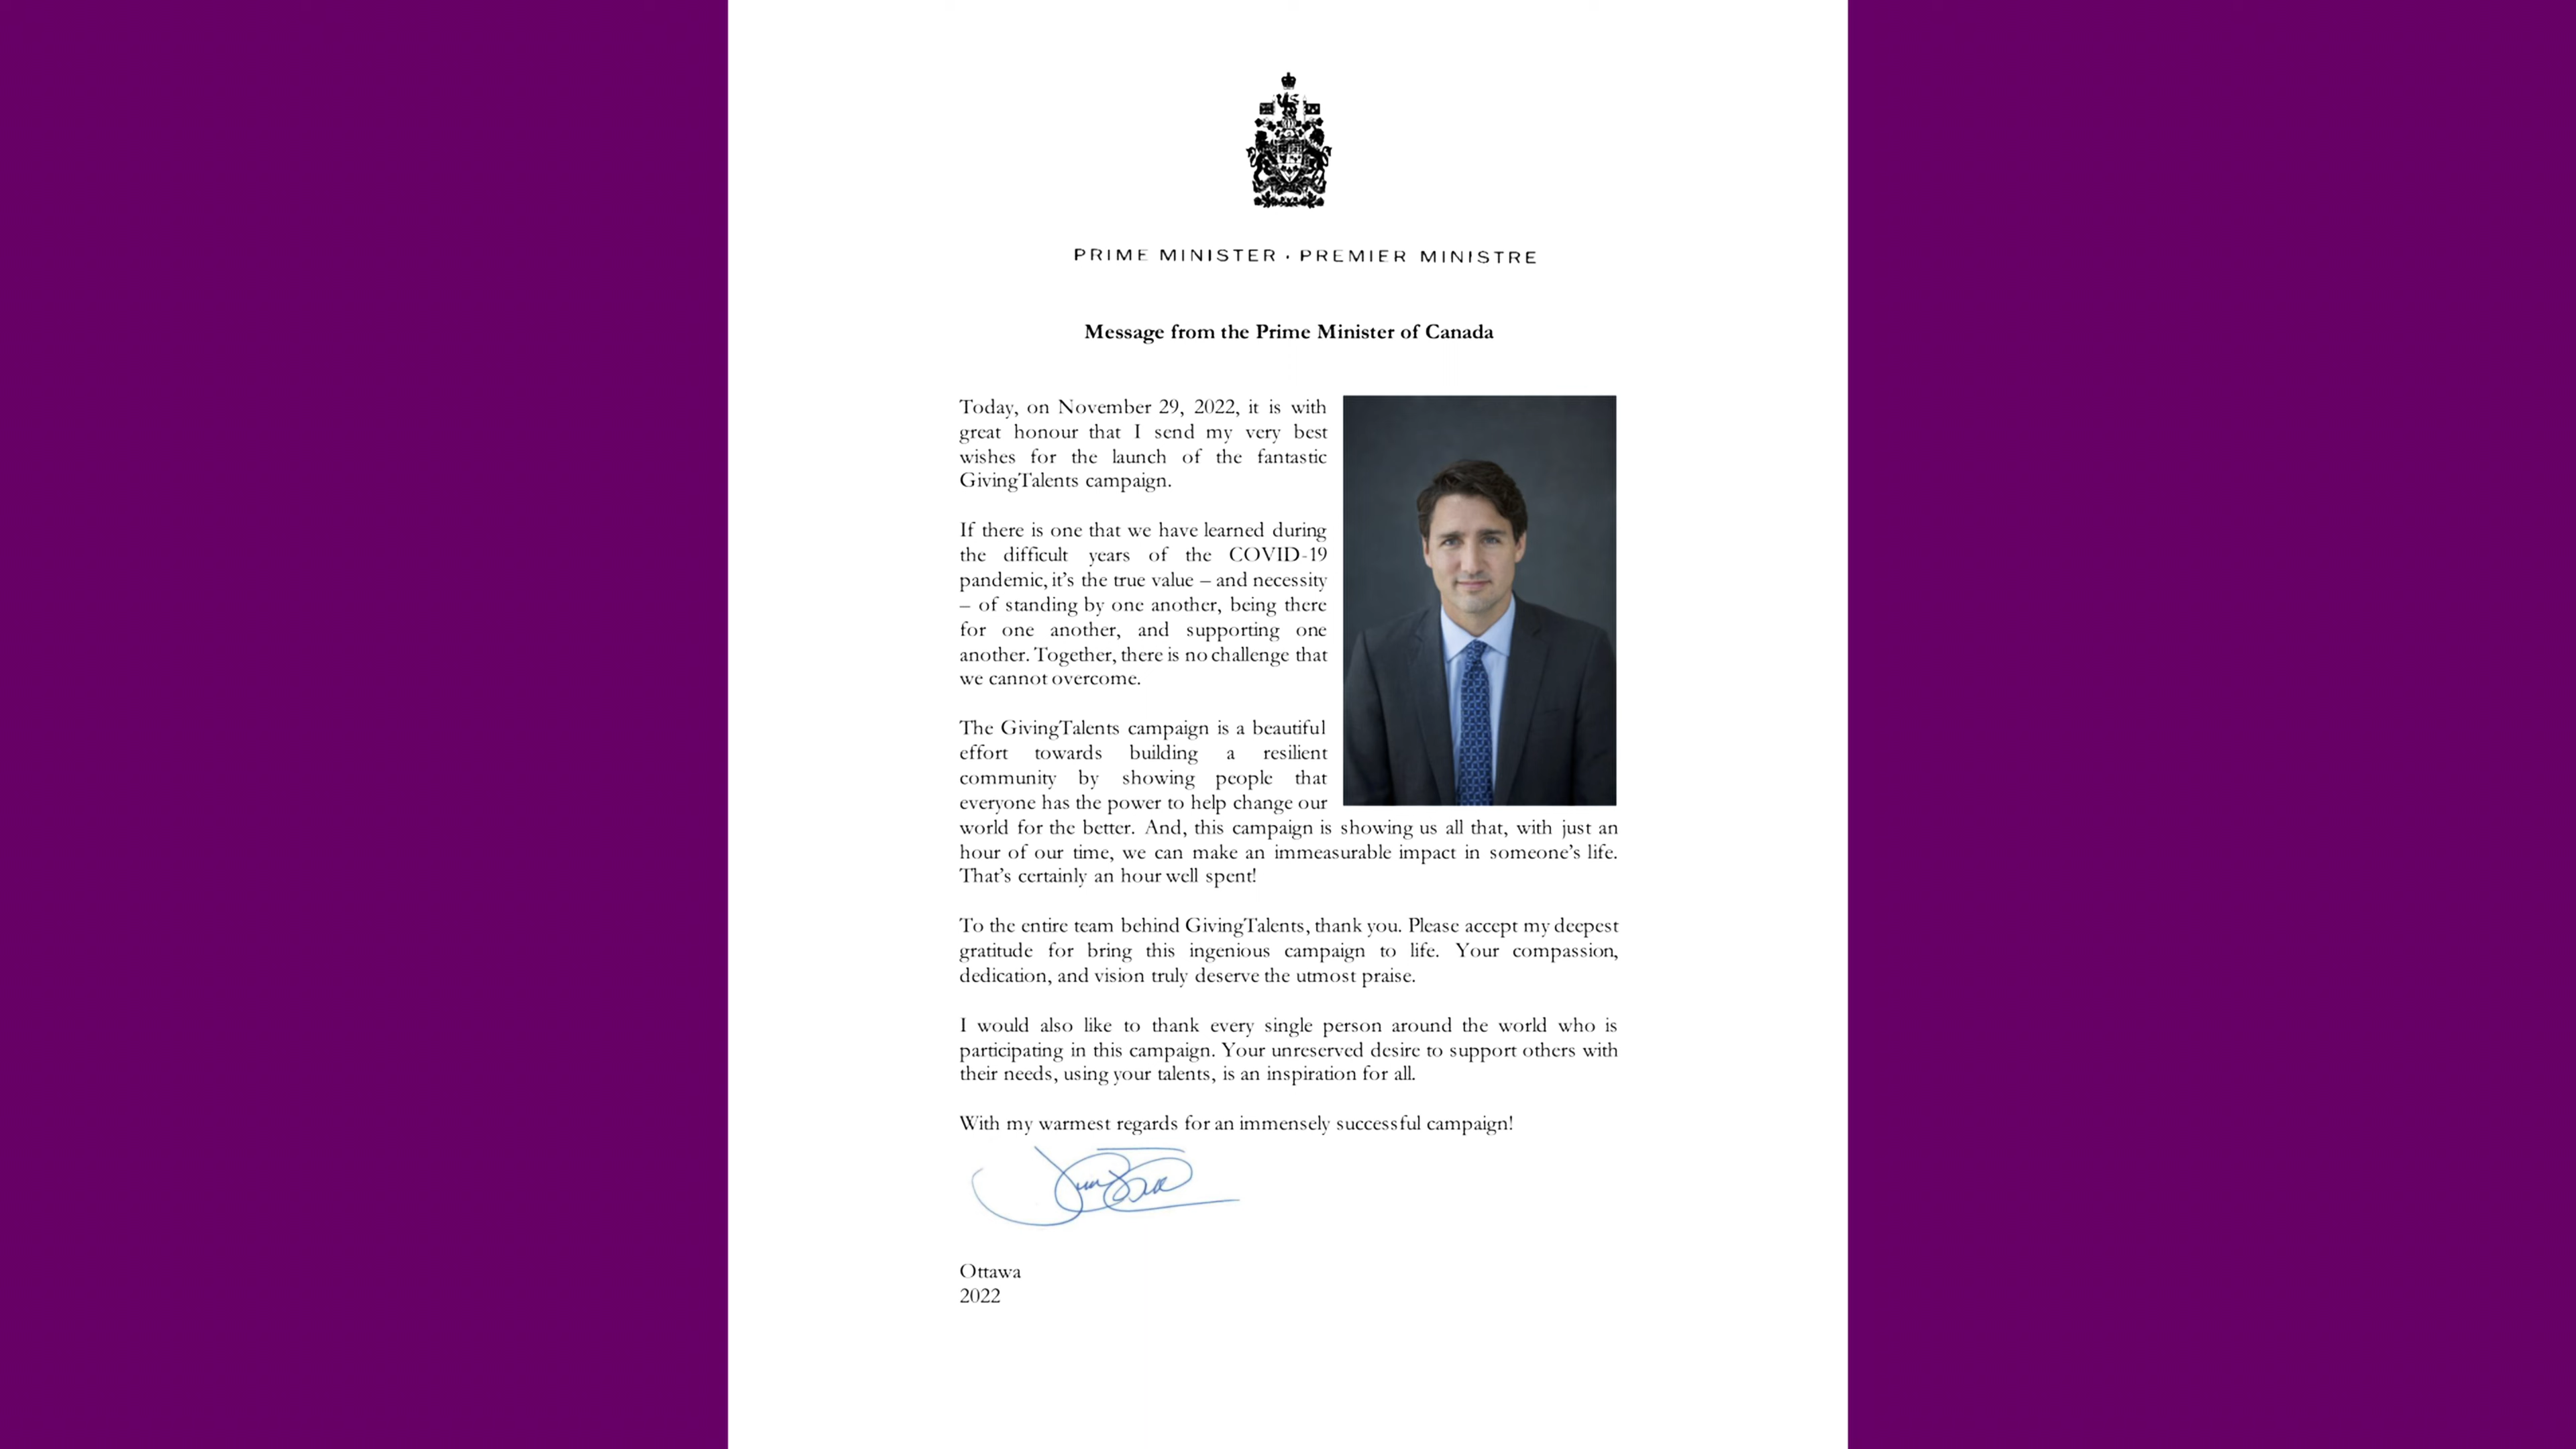 PRIME MINISTER · PREMIER MINISTRE
Message from the Prime Minister of Canada
Today, on November 29, 2022, it is with
great honour that I send my very best
wishes for the launch of the fantastic
GivingTalents campaign.
If there is one that we have learned during
the difficult years of the COVID-19
pandemic, it’s the true value – and necessity
– of standing by one another, being there
for one another, and supporting one
another. Together, there is no challenge that
we cannot overcome.
The GivingTalents campaign is a beautiful
effort towards building a resilient
community by showing people that
everyone has the power to help change our
world for the better. And, this campaign is showing us all that, with just an
hour of our time, we can make an immeasurable impact in someone’s life.
That’s certainly an hour well spent!
To the entire team behind GivingTalents, thank you. Please accept my deepest
gratitude for bring this ingenious campaign to life. Your compassion,
dedication, and vision truly deserve the utmost praise.
I would also like to thank every single person around the world who is
participating in this campaign. Your unreserved desire to support others with
their needs, using your talents, is an inspiration for all.
With my warmest regards for an immensely successful campaign!
Ottawa
2022